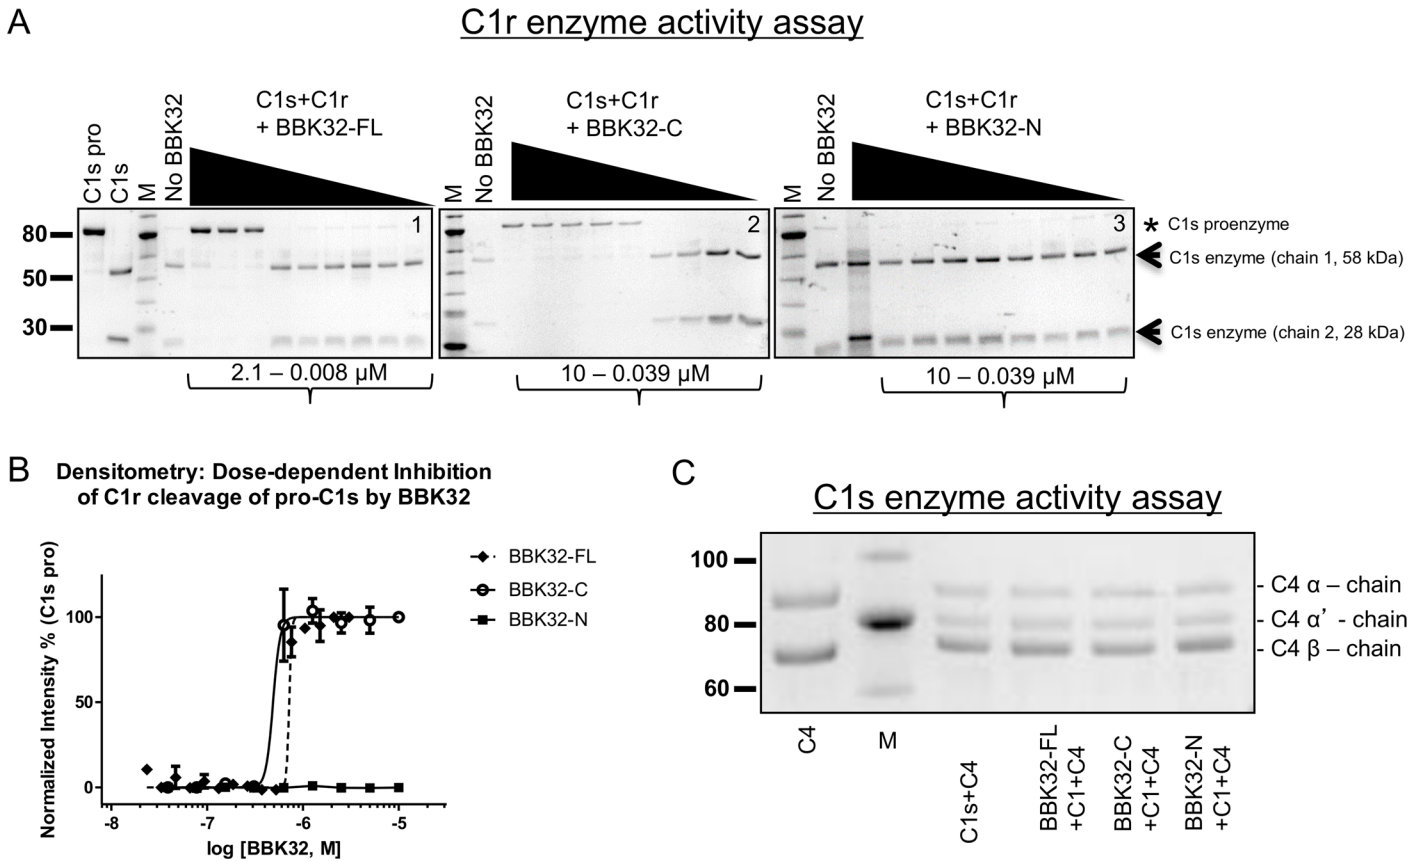 A
C1r enzyme activity assay
C1s pro
C1s
M
No BBK32
C1s+C1r
+ BBK32-FL
M
No BBK32
C1s+C1r
+ BBK32-C
M
No BBK32
C1s+C1r
+ BBK32-N
80
50
30
1
2
3
* C1s proenzyme
C1s enzyme (chain 1, 58 kDa)
C1s enzyme (chain 2, 28 kDa)
2.1 – 0.008 µM
10 – 0.039 µM
10 – 0.039 µM
B
Densitometry: Dose-dependent Inhibition
of C1r cleavage of pro-C1s by BBK32
Normalized Intensity % (C1s pro)
100
50
0
-8
-7
-6
-5
log [BBK32, M]
BBK32-FL
BBK32-C
BBK32-N
C
C1s enzyme activity assay
100
80
60
- C4 α – chain
C4 α’ - chain
- C4 β – chain
C4
M
C1s+C4
BBK32-FL
+C1+C4
BBK32-C
+C1+C4
BBK32-N
+C1+C4